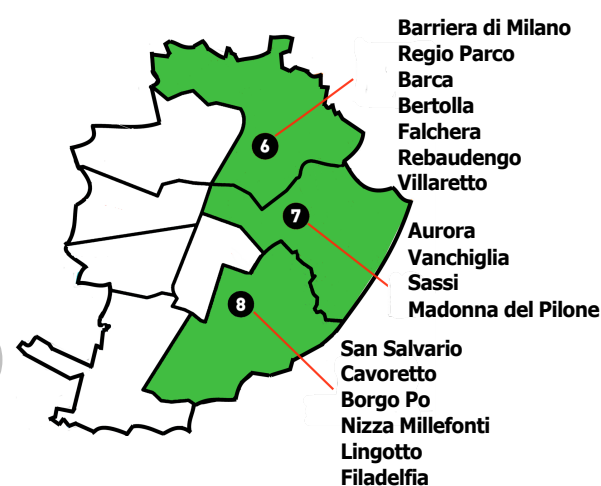 Barriera di Milano
Regio Parco
Barca
Bertolla
Falchera
Rebaudengo
Villaretto
6
7
Aurora
Vanchiglia
Sassi
Madonna del Pilone
8
San Salvario
Cavoretto
Borgo Po
Nizza Millefonti
Lingotto
Filadelfia